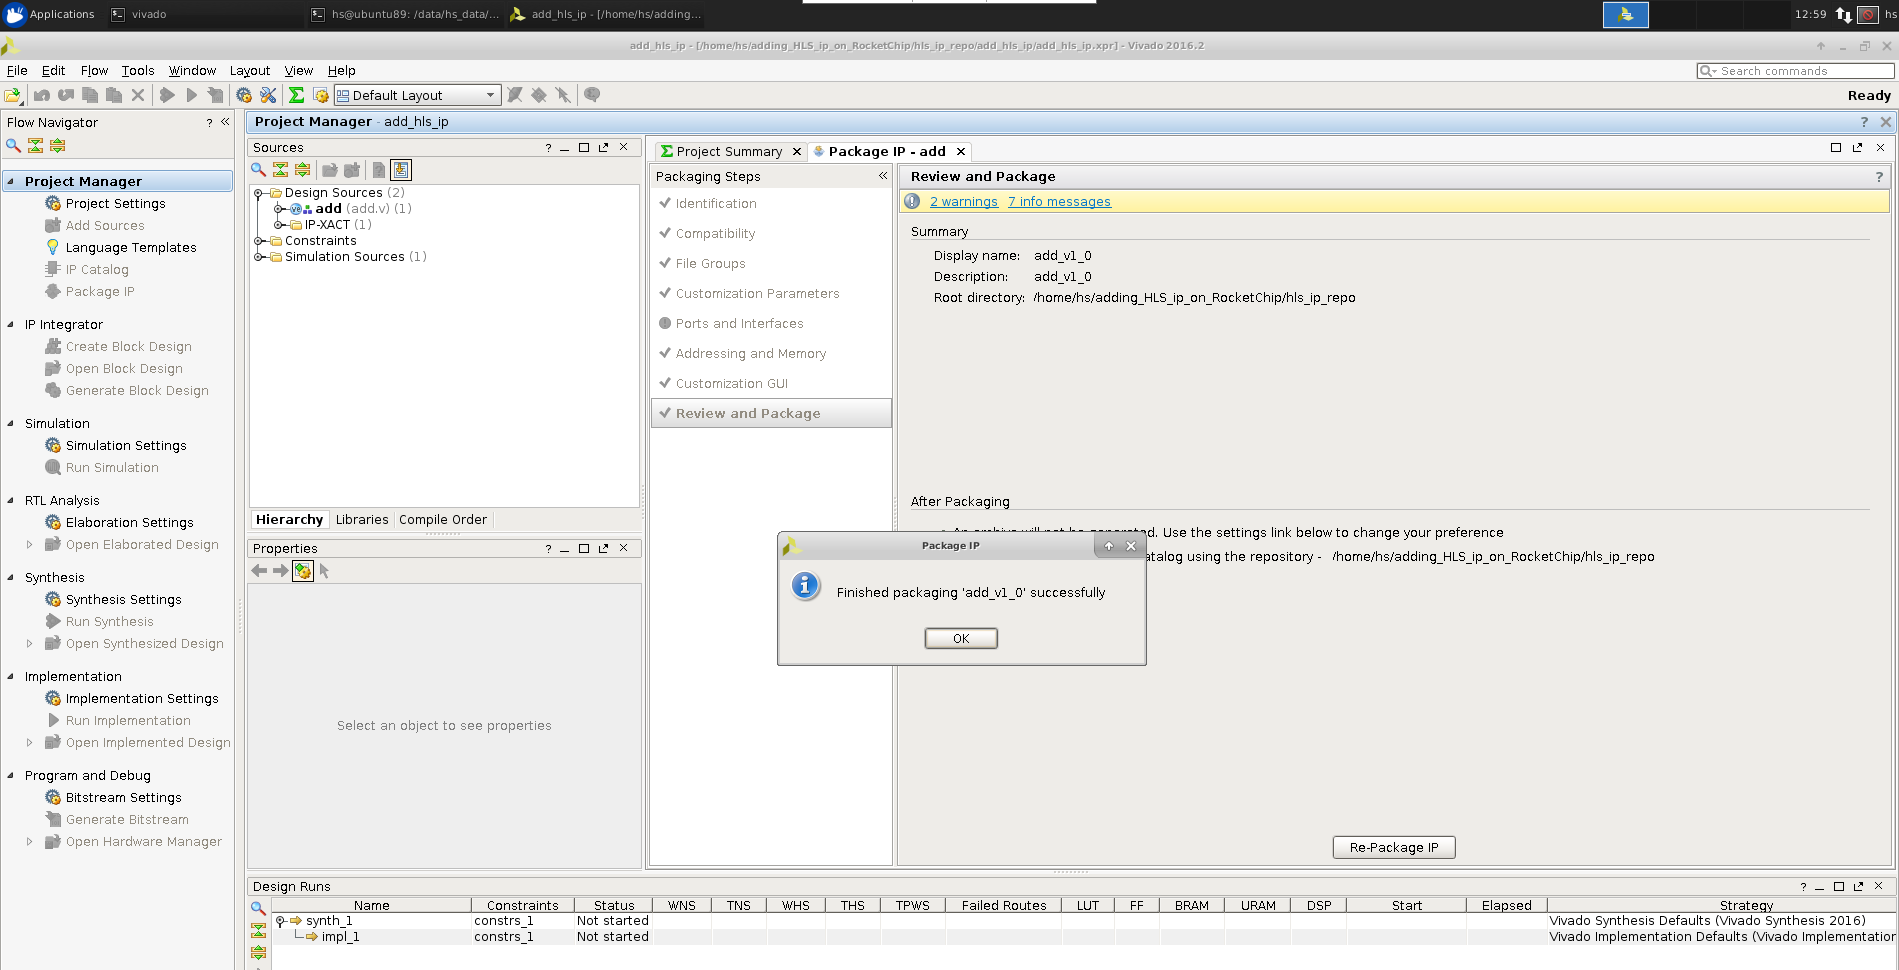 Applications
vivado
hs@ubuntu89: /data/hs_data/...
add_hls_ip - [/home/hs/adding...
12:59
hs
add_hls_ip - [/home/hs/adding_HLS_ip_on_RocketChip/hls_ip_repo/add_hls_ip/add_hls_ip.xpr] - Vivado 2016.2
File Edit Flow Tools Window Layout View Help
Search commands
Default Layout
Ready
Flow Navigator
Project Manager
Project Settings
Add Sources
Language Templates
IP Catalog
Package IP
IP Integrator
Create Block Design
Open Block Design
Generate Block Design
Simulation
Simulation Settings
Run Simulation
RTL Analysis
Elaboration Settings
Open Elaborated Design
Synthesis
Synthesis Settings
Run Synthesis
Open Synthesized Design
Implementation
Implementation Settings
Run Implementation
Open Implemented Design
Program and Debug
Bitstream Settings
Generate Bitstream
Open Hardware Manager
Project Manager - add_hls_ip
Sources
Design Sources (2)
add (add.v) (1)
IP-XACT (1)
Constraints
Simulation Sources (1)
Hierarchy Libraries Compile Order
Properties
Select an object to see properties
Project Summary
Package IP - add
Packaging Steps
Identification
Compatibility
File Groups
Customization Parameters
Ports and Interfaces
Addressing and Memory
Customization GUI
Review and Package
Review and Package
2 warnings 7 info messages
Summary
Display name: add_v1_0
Description: add_v1_0
Root directory: /home/hs/adding_HLS_ip_on_RocketChip/hls_ip_repo
After Packaging
An archive will not be generated. Use the settings link below to change your preference
atalog using the repository - /home/hs/adding_HLS_ip_on_RocketChip/hls_ip_repo
Package IP
Finished packaging 'add_v1_0' successfully
OK
Re-Package IP
Design Runs
Name Constraints Status WNS TNS WHS THS TPWS Failed Routes LUT FF BRAM URAM DSP Start Elapsed Strategy
synth_1 constrs_1 Not started Vivado Synthesis Defaults (Vivado Synthesis 2016)
impl_1 constrs_1 Not started Vivado Implementation Defaults (Vivado Implementation